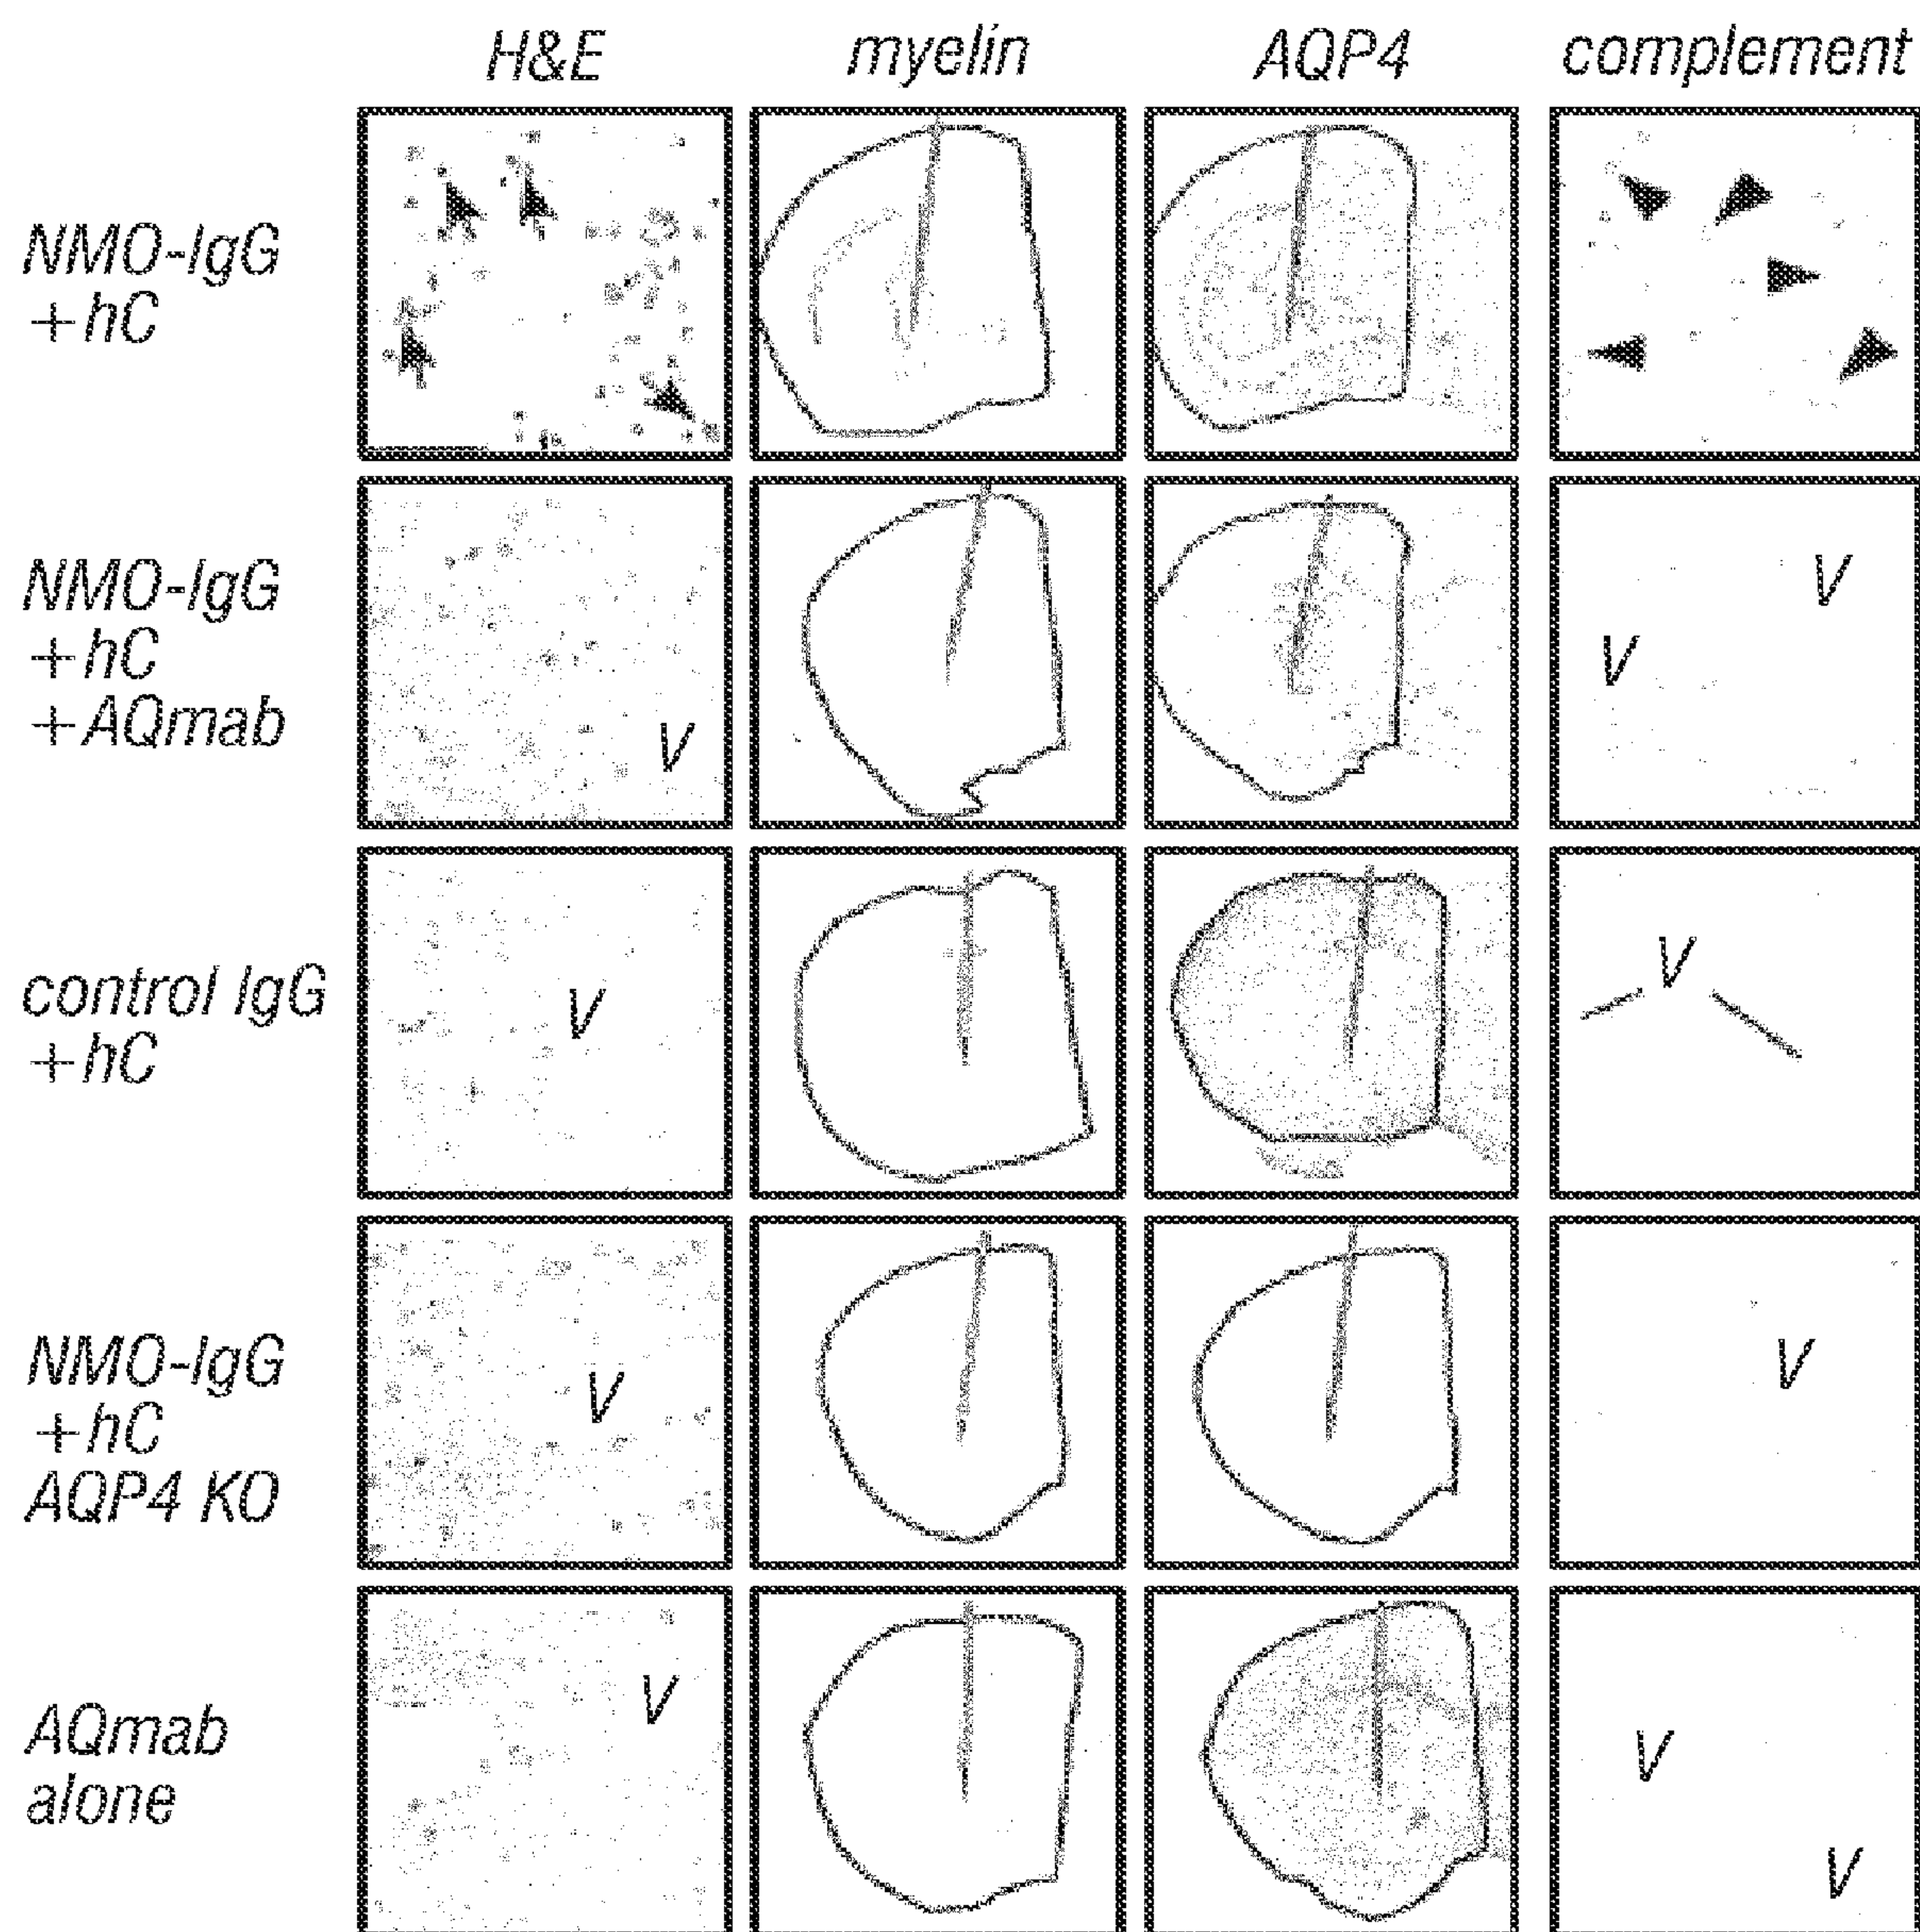 H&E myelin AQP4 complement
NMO-IgG
+hC
NMO-IgG
+hC
+AQmab
V
V
V
control IgG
+hC
V
V
NMO-IgG
+hC
AQP4 KO
V
V
AQmab
alone
V
V
V